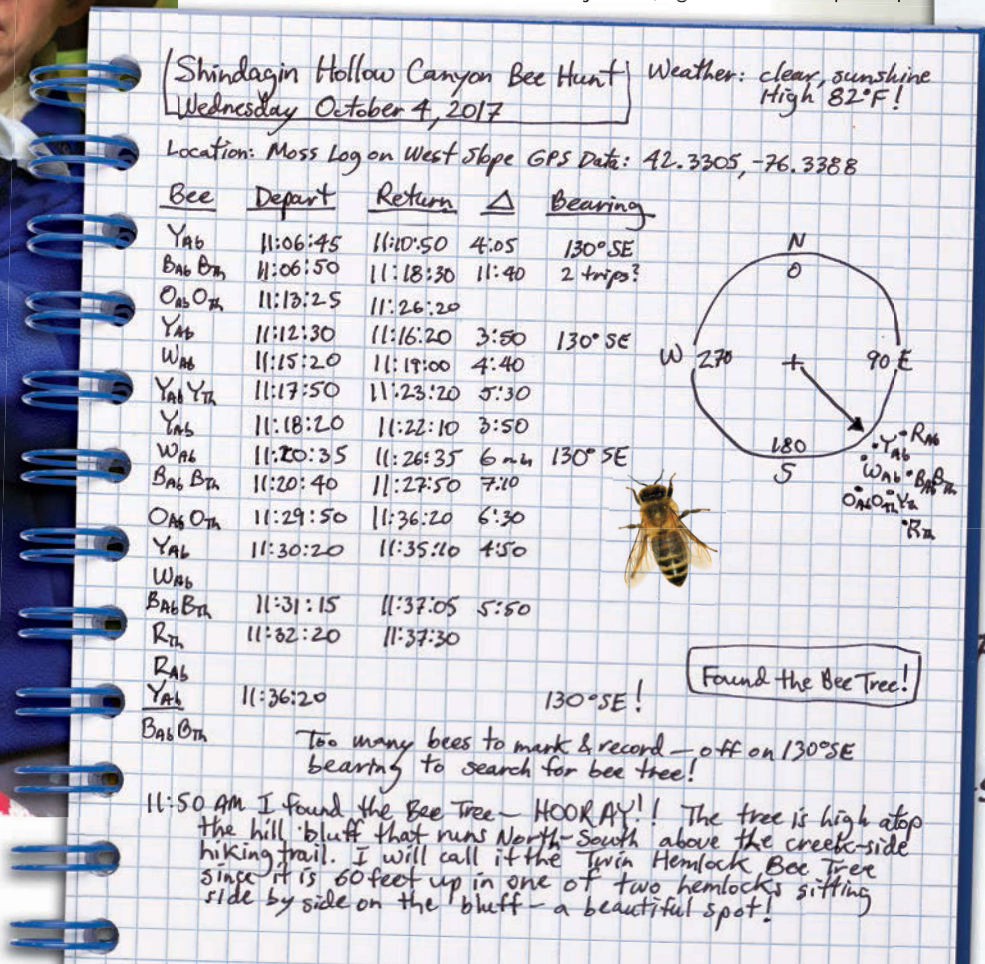 Shindagin Hollow Canyon Bee Hunt
Wednesday October 4, 2017
Weather: clear, sunshine
High 82°F!
Location: Moss Log on West Slope GPS Data: 42.3305, -76.3388
Bee Depart Return Δ Bearing
YAb 11:06:45 11:10:50 4:05 130° SE
BAb BTh 11:06:50 11:18:30 11:40 2 trips?
OAb OTh 11:13:25 11:26:20
YAb 11:12:30 11:16:20 3:50 130° SE
WAb 11:15:20 11:19:00 4:40
YAb YTh 11:17:50 11:23:20 5:30
YAb 11:18:20 11:22:10 3:50
WAb 11:20:35 11:26:35 6 min 130° SE
BAb BTh 11:20:40 11:27:50 7:10
OAb OTh 11:29:50 11:36:20 6:30
YAb 11:30:20 11:35:10 4:50
WAb
BAb BTh 11:31:15 11:37:05 5:50
RTh 11:32:20 11:37:30
RAb
YAb 11:36:20 130° SE!
BAb BTh
N
0
W 270 + 90 E
180
S
RAb
YAb
WAb BAb BTh
OAb OTh YTh
RTh
Found the Bee Tree!
Too many bees to mark & record – off on 130° SE
bearing to search for bee tree!
11:50 AM I found the Bee Tree – HOORAY!! The tree is high atop
the hill bluff that runs North-South above the creek-side
hiking trail. I will call it the Twin Hemlock Bee Tree
since it is 60 feet up in one of two hemlocks sitting
side by side on the bluff – a beautiful spot!